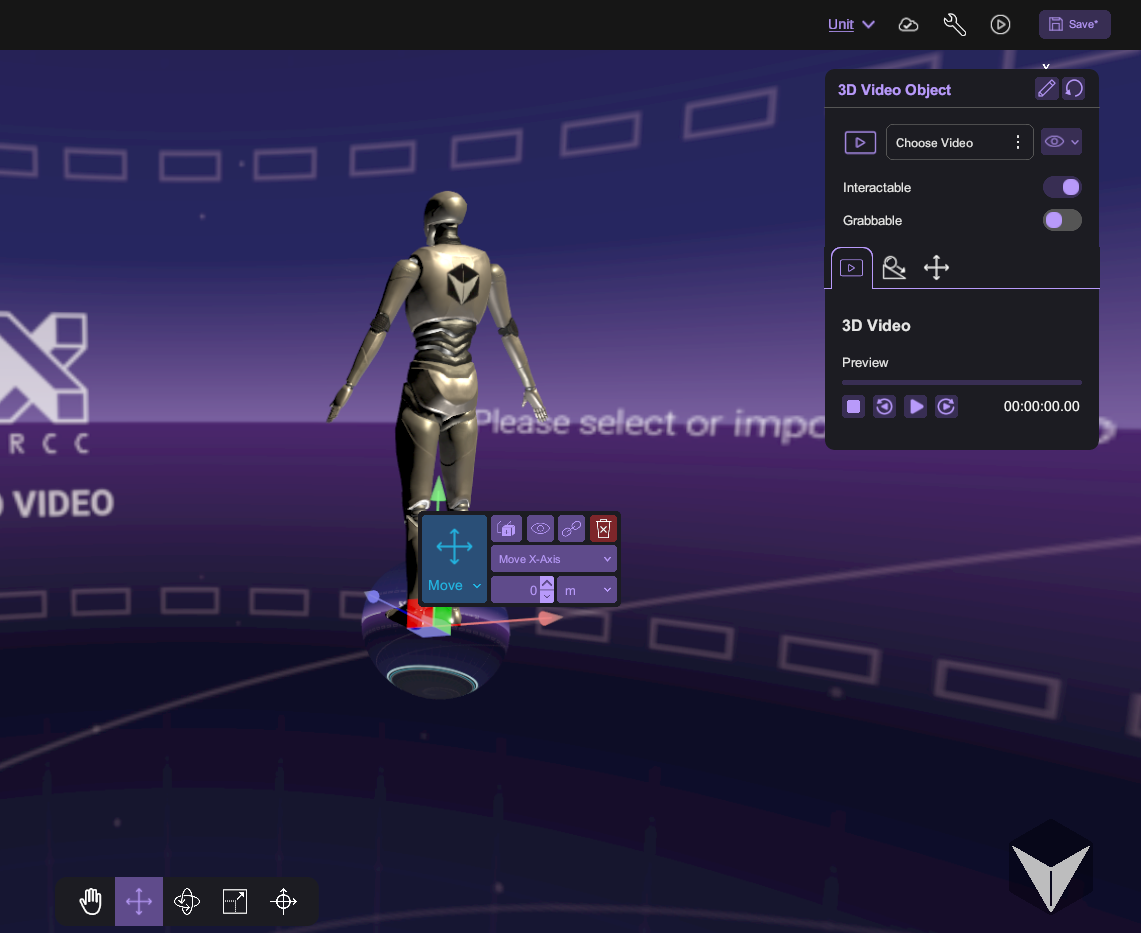 Unit
Save*
3D Video Object
Choose Video
Interactable
Grabbable
3D Video
Preview
00:00:00.00
Please select or impo
R C C
VIDEO
Move
Move X-Axis
0
m